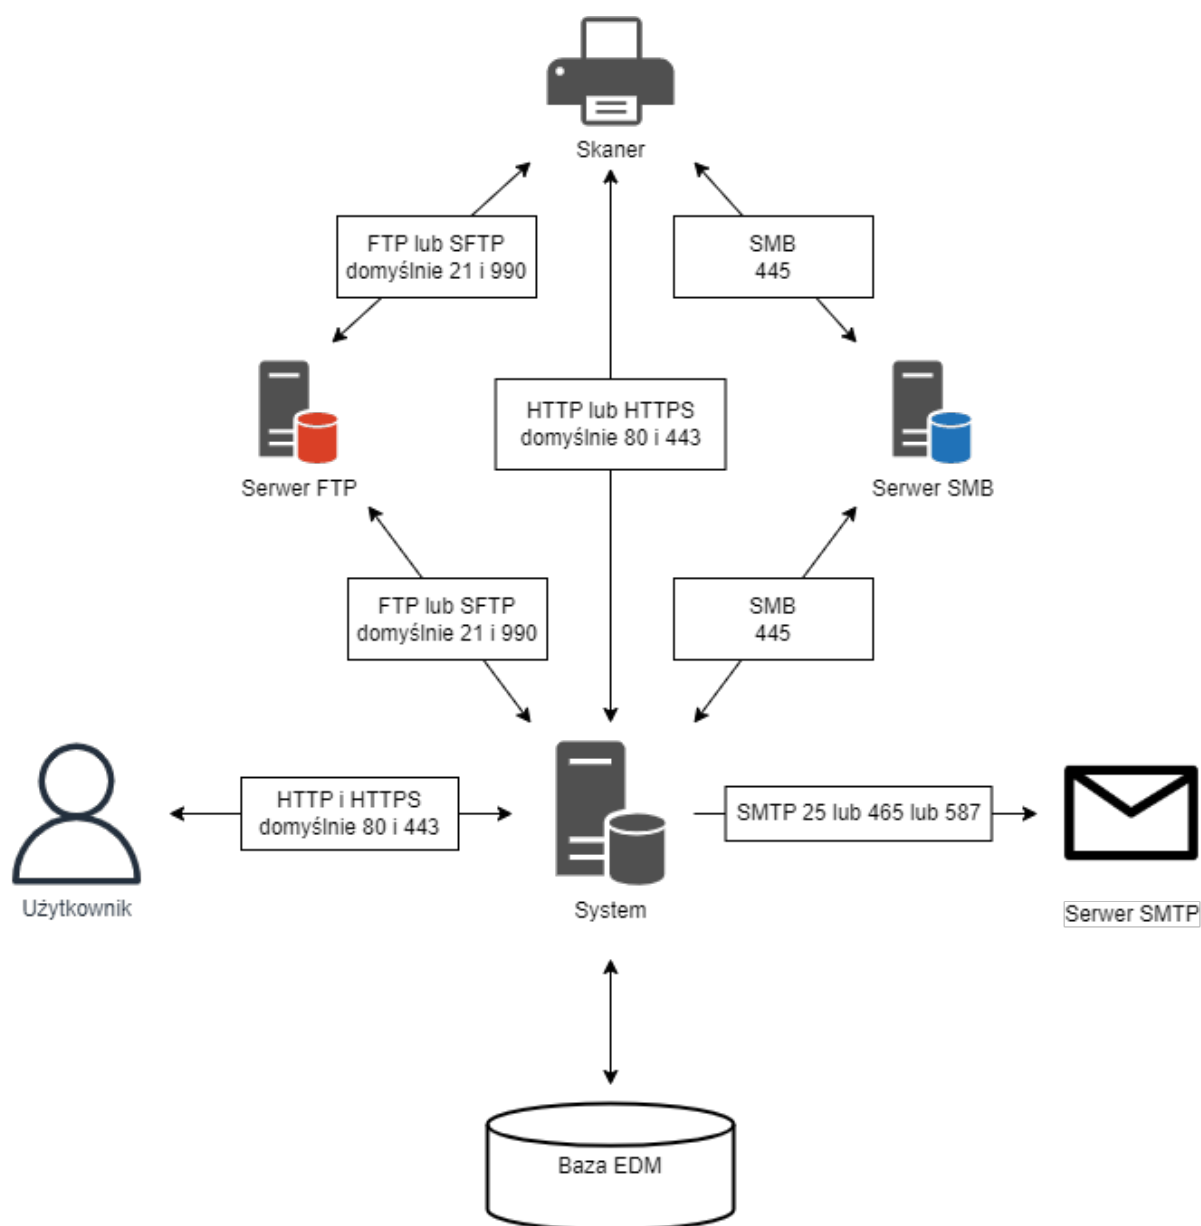 Skaner
FTP lub SFTP
domyślnie 21 i 990
SMB
445
HTTP lub HTTPS
domyślnie 80 i 443
Serwer FTP
Serwer SMB
FTP lub SFTP
domyślnie 21 i 990
SMB
445
HTTP i HTTPS
domyślnie 80 i 443
SMTP 25 lub 465 lub 587
Użytkownik
System
Serwer SMTP
Baza EDM